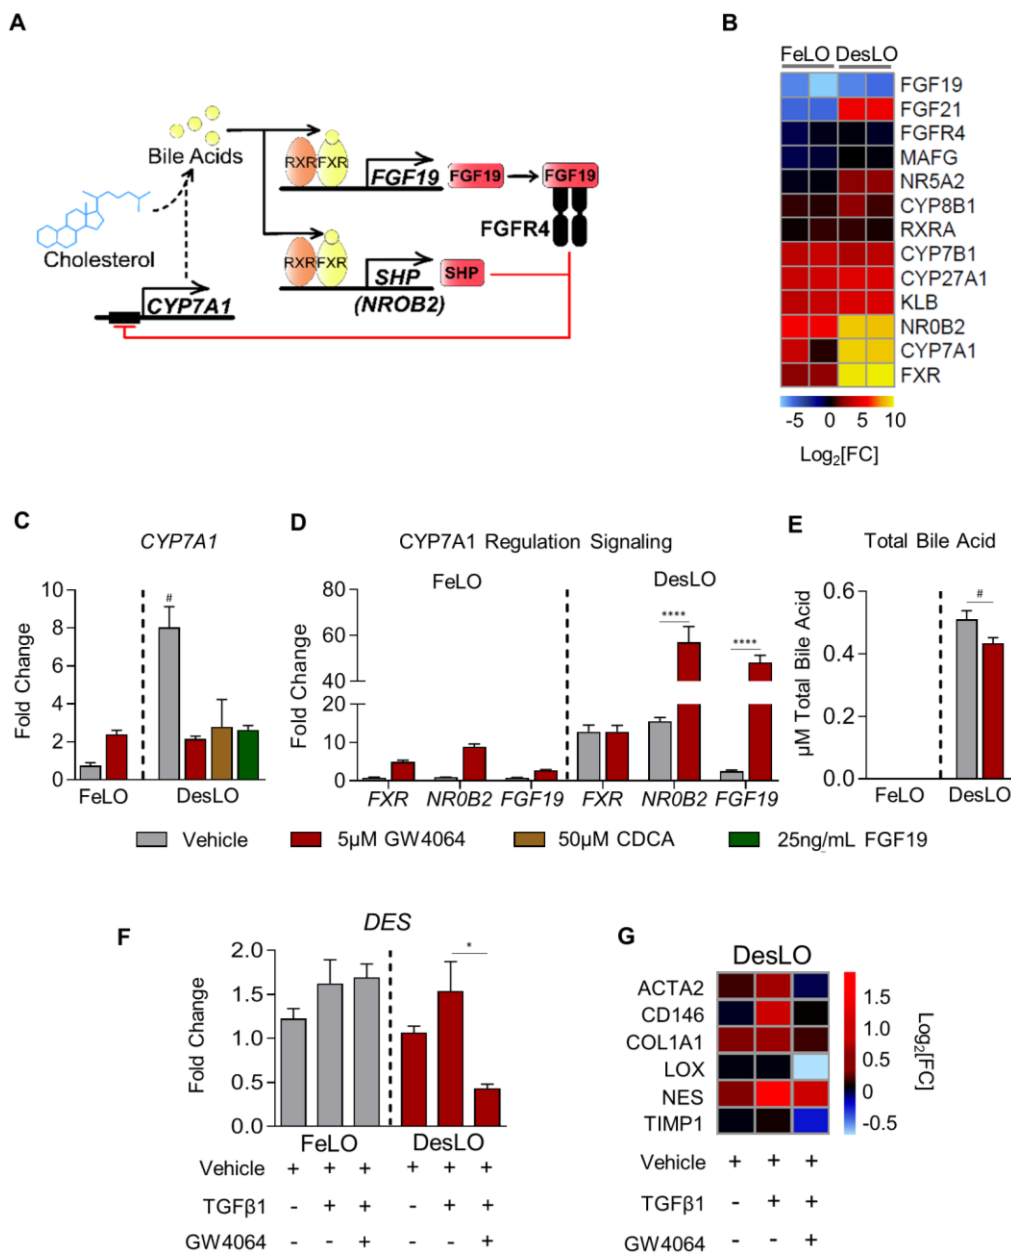 A
Bile Acids
Cholesterol
CYP7A1
RXR FXR
FGF19
FGF19
FGF19
FGFR4
RXR FXR
SHP
(NROB2)
SHP
B
FeLO DesLO
FGF19
FGF21
FGFR4
MAFG
NR5A2
CYP8B1
RXRA
CYP7B1
CYP27A1
KLB
NR0B2
CYP7A1
FXR
-5 0 5 10
Log2[FC]
C
CYP7A1
Fold Change
10
8
6
4
2
0
#
FeLO DesLO
D
CYP7A1 Regulation Signaling
FeLO DesLO
Fold Change
80
60
40
20
10
0
**** ****
FXR NR0B2 FGF19 FXR NR0B2 FGF19
E
Total Bile Acid
µM Total Bile Acid
0.6
0.4
0.2
0.0
#
FeLO DesLO
Vehicle 5µM GW4064 50µM CDCA 25ng/mL FGF19
F
DES
Fold Change
2.0
1.5
1.0
0.5
0.0
*
FeLO DesLO
Vehicle + + + + + +
TGFβ1 - + + - + +
GW4064 + +
G
DesLO
ACTA2
CD146
COL1A1
LOX
NES
TIMP1
1.5
1.0
0.5
0
-0.5
Log2[FC]
Vehicle + + +
TGFβ1 - + +
GW4064 +